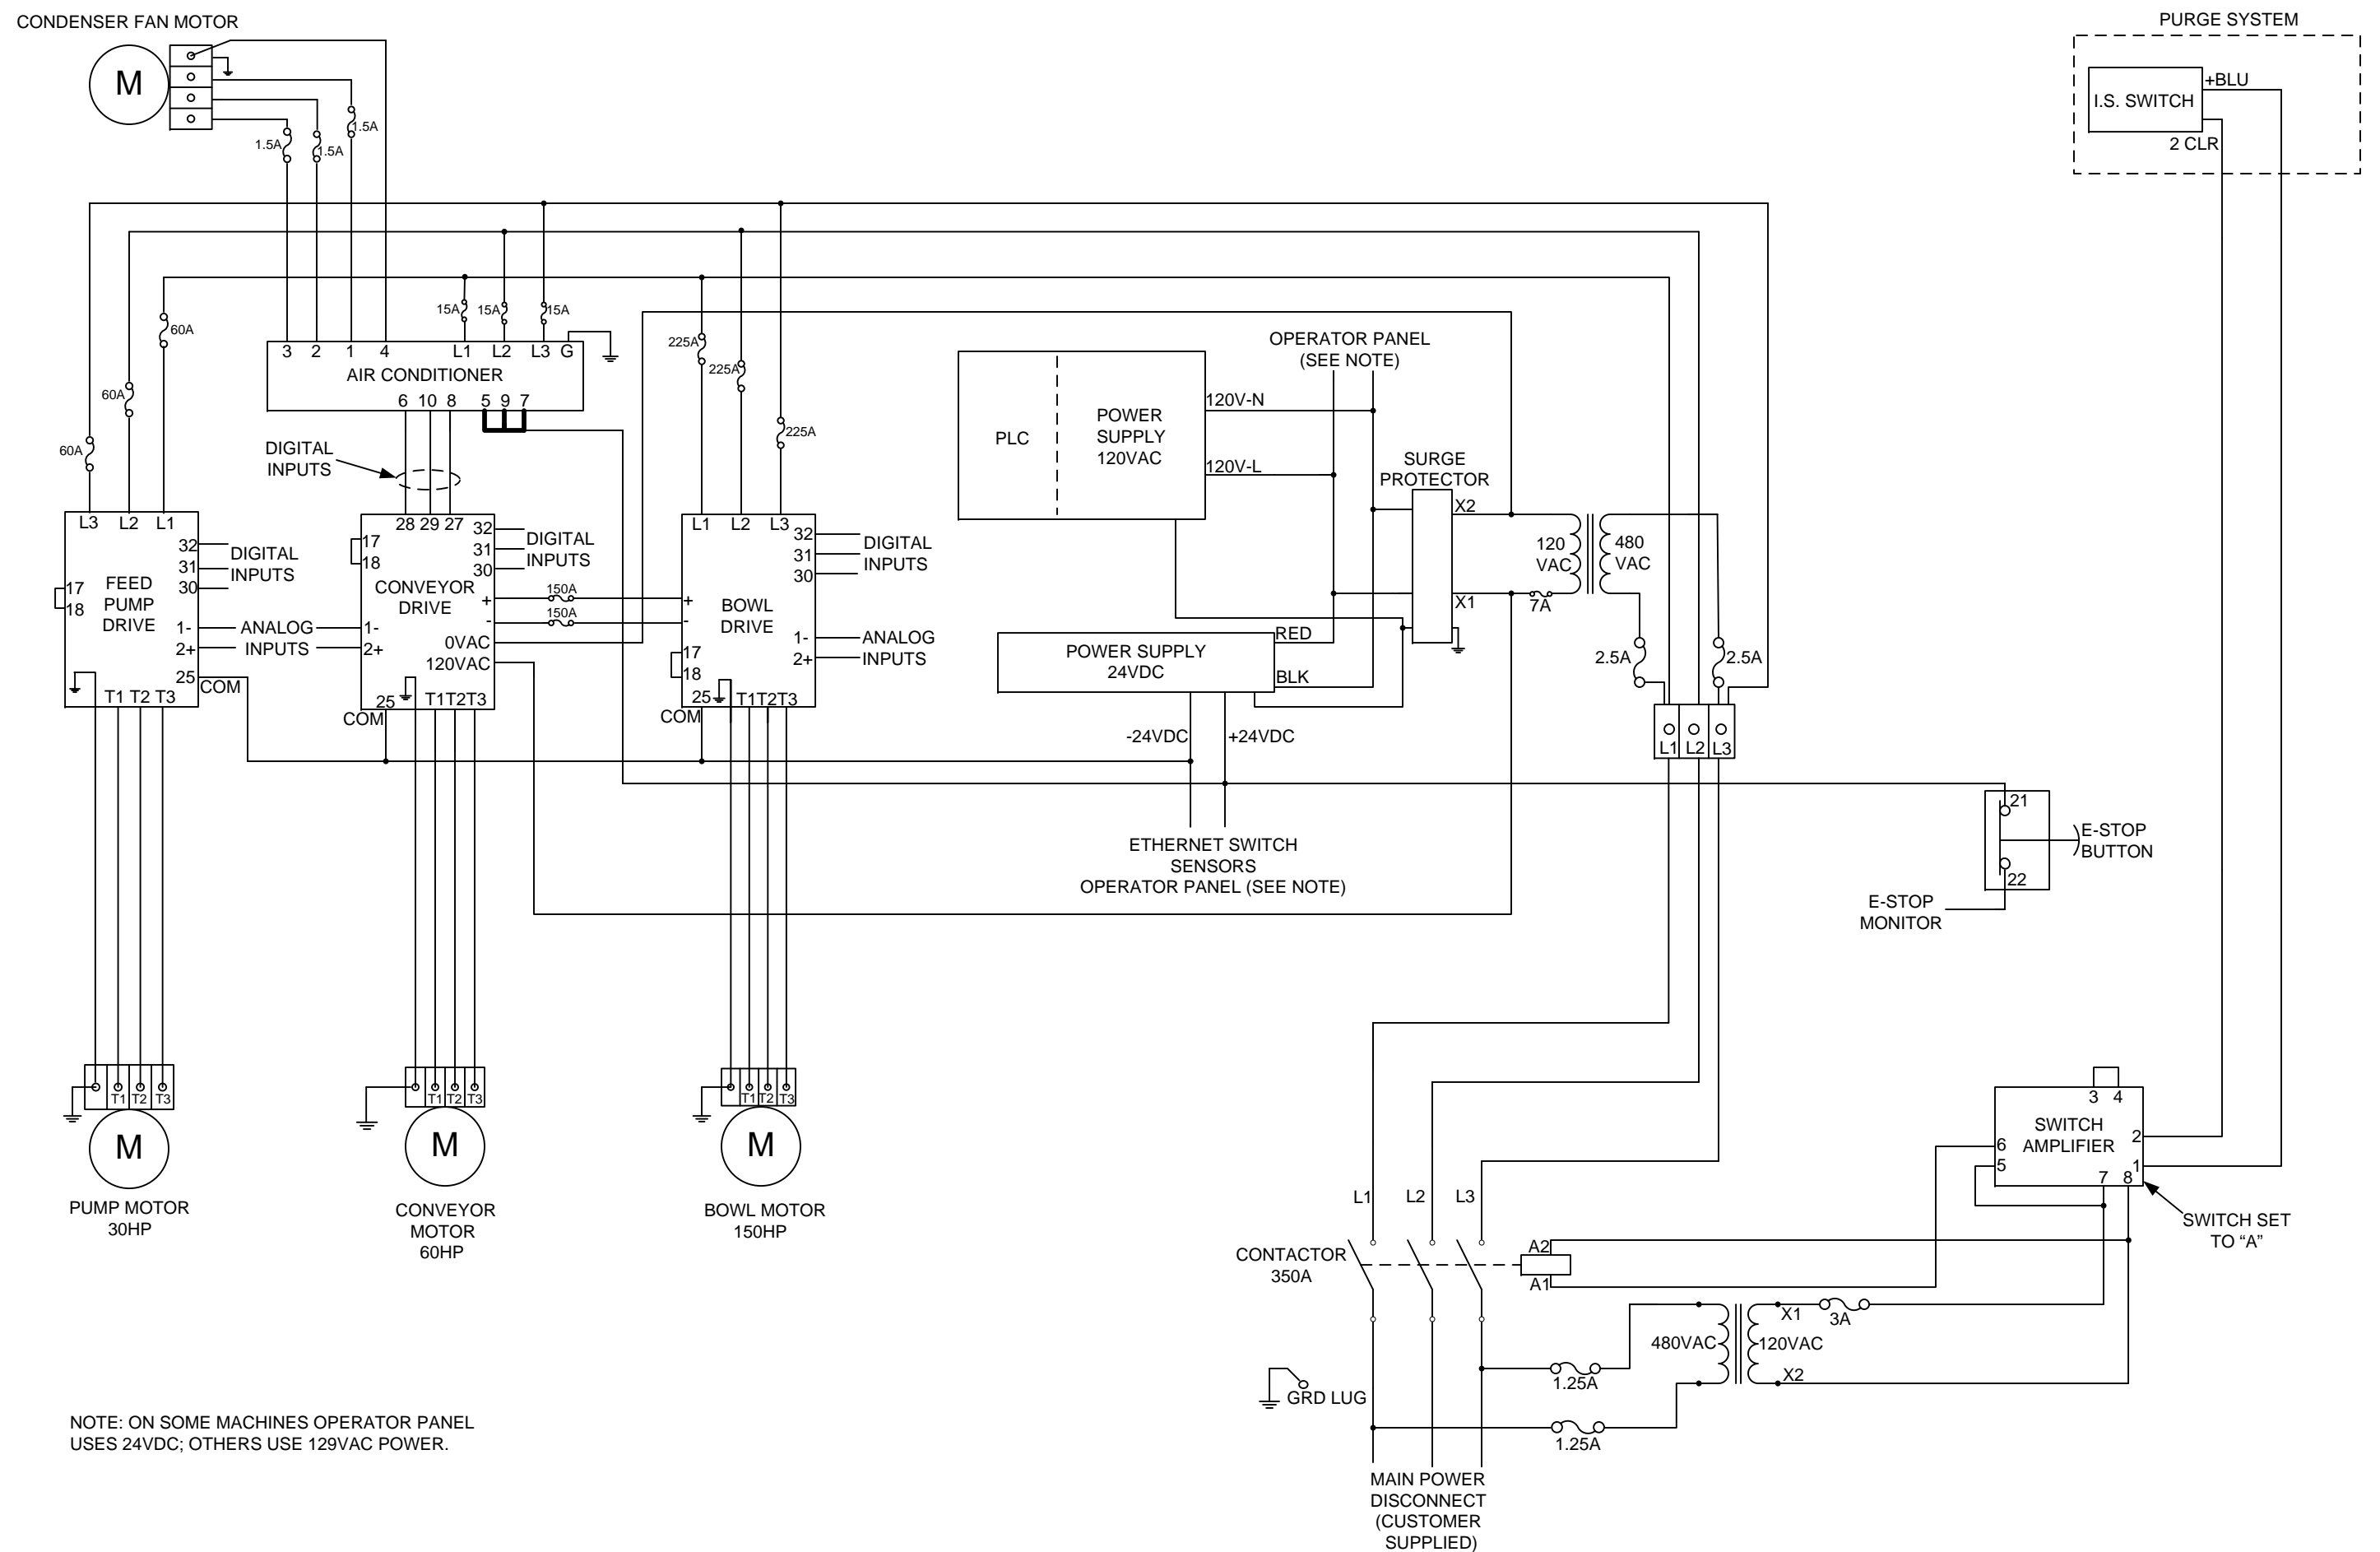 CONDENSER FAN MOTOR
M
1.5A
1.5A
1.5A
PURGE SYSTEM
+BLU
I.S. SWITCH
2 CLR
60A
60A
60A
15A
15A
15A
3 2 1 4 L1 L2 L3 G
AIR CONDITIONER
6 10 8 5 9 7
DIGITAL
INPUTS
225A
225A
225A
L3 L2 L1
32
31
30
DIGITAL
INPUTS
17
18
FEED
PUMP
DRIVE
1-
2+
ANALOG
INPUTS
25
COM
T1 T2 T3
28 29 27
32
31
30
DIGITAL
INPUTS
17
18
CONVEYOR
DRIVE
+
-
150A
150A
1-
2+
0VAC
120VAC
25
COM
T1 T2 T3
L1 L2 L3
32
31
30
DIGITAL
INPUTS
+
-
BOWL
DRIVE
1-
2+
ANALOG
INPUTS
17
18
25
COM
T1 T2 T3
PLC
POWER
SUPPLY
120VAC
120V-N
120V-L
OPERATOR PANEL
(SEE NOTE)
SURGE
PROTECTOR
X2
X1
120
VAC
480
VAC
7A
2.5A
2.5A
POWER SUPPLY
24VDC
RED
BLK
-24VDC
+24VDC
ETHERNET SWITCH
SENSORS
OPERATOR PANEL (SEE NOTE)
L1 L2 L3
21
22
E-STOP
BUTTON
E-STOP
MONITOR
T1 T2 T3
M
PUMP MOTOR
30HP
T1 T2 T3
M
CONVEYOR
MOTOR
60HP
T1 T2 T3
M
BOWL MOTOR
150HP
3 4
SWITCH
AMPLIFIER
6
5
2
1
7 8
SWITCH SET
TO “A”
L1 L2 L3
CONTACTOR
350A
A2
A1
X1
3A
480VAC
120VAC
X2
1.25A
1.25A
GRD LUG
MAIN POWER
DISCONNECT
(CUSTOMER
SUPPLIED)
NOTE: ON SOME MACHINES OPERATOR PANEL
USES 24VDC; OTHERS USE 129VAC POWER.